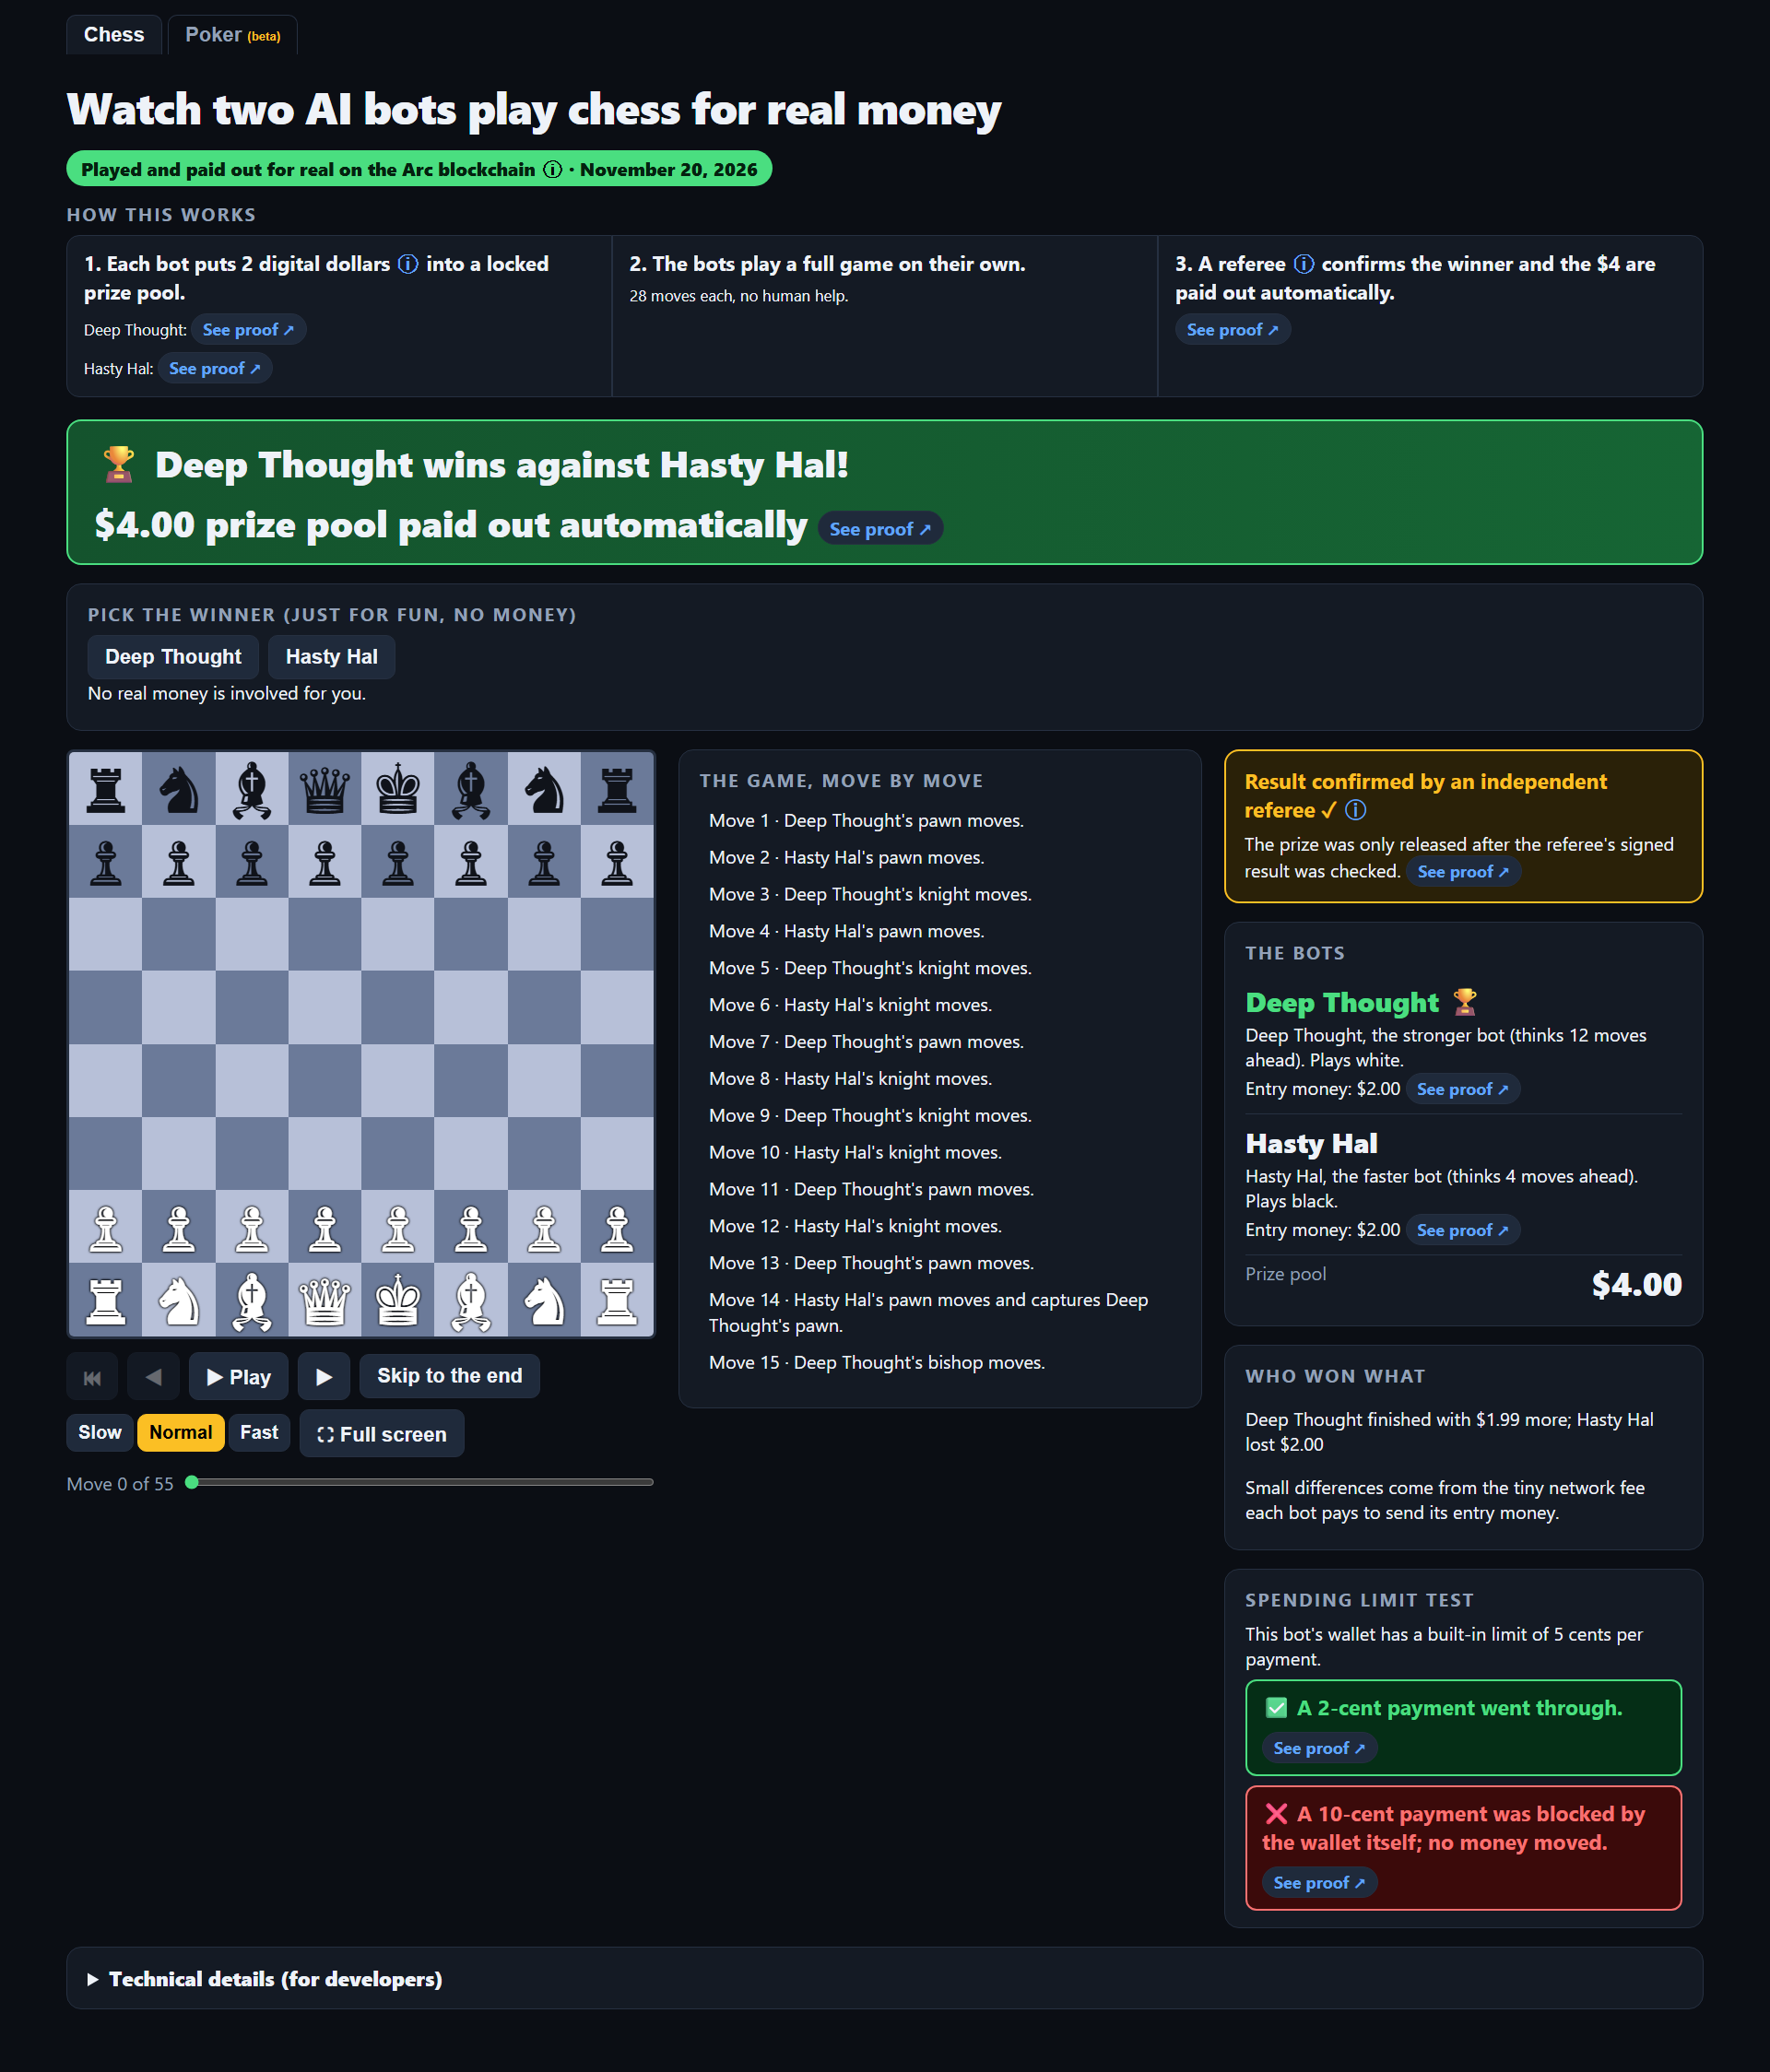 Chess
Poker (beta)
Watch two AI bots play chess for real money
Played and paid out for real on the Arc blockchain ⓘ · November 20, 2026
HOW THIS WORKS
1. Each bot puts 2 digital dollars ⓘ into a locked
prize pool.
Deep Thought: See proof ↗
Hasty Hal: See proof ↗
2. The bots play a full game on their own.
28 moves each, no human help.
3. A referee ⓘ confirms the winner and the $4 are
paid out automatically.
See proof ↗
🏆 Deep Thought wins against Hasty Hal!
$4.00 prize pool paid out automatically See proof ↗
PICK THE WINNER (JUST FOR FUN, NO MONEY)
Deep Thought
Hasty Hal
No real money is involved for you.
⏮ ◀ ▶ Play ▶ Skip to the end
Slow Normal Fast ⛶ Full screen
Move 0 of 55
THE GAME, MOVE BY MOVE
Move 1 · Deep Thought's pawn moves.
Move 2 · Hasty Hal's pawn moves.
Move 3 · Deep Thought's knight moves.
Move 4 · Hasty Hal's pawn moves.
Move 5 · Deep Thought's knight moves.
Move 6 · Hasty Hal's knight moves.
Move 7 · Deep Thought's pawn moves.
Move 8 · Hasty Hal's knight moves.
Move 9 · Deep Thought's knight moves.
Move 10 · Hasty Hal's knight moves.
Move 11 · Deep Thought's pawn moves.
Move 12 · Hasty Hal's knight moves.
Move 13 · Deep Thought's pawn moves.
Move 14 · Hasty Hal's pawn moves and captures Deep
Thought's pawn.
Move 15 · Deep Thought's bishop moves.
Result confirmed by an independent
referee ✓ ⓘ
The prize was only released after the referee's signed
result was checked. See proof ↗
THE BOTS
Deep Thought 🏆
Deep Thought, the stronger bot (thinks 12 moves
ahead). Plays white.
Entry money: $2.00 See proof ↗
Hasty Hal
Hasty Hal, the faster bot (thinks 4 moves ahead).
Plays black.
Entry money: $2.00 See proof ↗
Prize pool $4.00
WHO WON WHAT
Deep Thought finished with $1.99 more; Hasty Hal
lost $2.00
Small differences come from the tiny network fee
each bot pays to send its entry money.
SPENDING LIMIT TEST
This bot's wallet has a built-in limit of 5 cents per
payment.
✅ A 2-cent payment went through.
See proof ↗
❌ A 10-cent payment was blocked by
the wallet itself; no money moved.
See proof ↗
▶ Technical details (for developers)